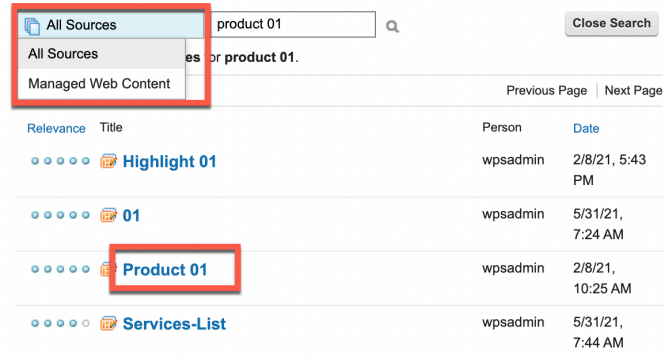 All Sources product 01 Close Search
All Sources
es for product 01.
Managed Web Content
Previous Page Next Page
Relevance Title Person Date
Highlight 01 wpsadmin 2/8/21, 5:43
PM
01 wpsadmin 5/31/21,
7:24 AM
Product 01 wpsadmin 2/8/21,
10:25 AM
Services-List wpsadmin 5/31/21,
7:44 AM